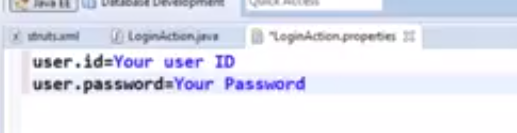 Java EE Database Development Quick Access
struts.xml LoginAction.java *LoginAction.properties
user.id=Your user ID
user.password=Your Password